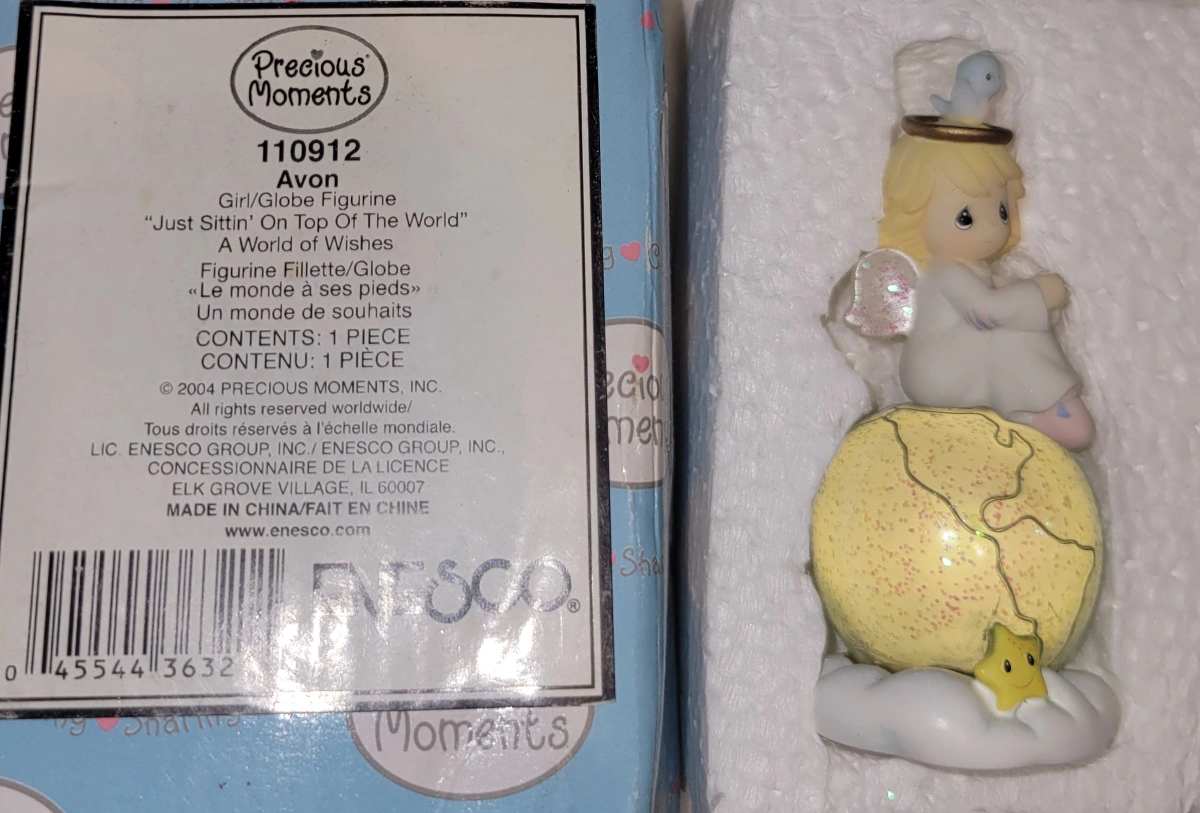 Precious
Moments
110912
Avon
Girl/Globe Figurine
“Just Sittin’ On Top Of The World”
A World of Wishes
Figurine Fillette/Globe
«Le monde à ses pieds»
Un monde de souhaits
CONTENTS: 1 PIECE
CONTENU: 1 PIÈCE
© 2004 PRECIOUS MOMENTS, INC.
All rights reserved worldwide/
Tous droits réservés à l'échelle mondiale.
LIC. ENESCO GROUP, INC./ ENESCO GROUP, INC.,
CONCESSIONNAIRE DE LA LICENCE
ELK GROVE VILLAGE, IL 60007
MADE IN CHINA/FAIT EN CHINE
www.enesco.com
ENESCO®
0 45544 3632
Sharing
Moments